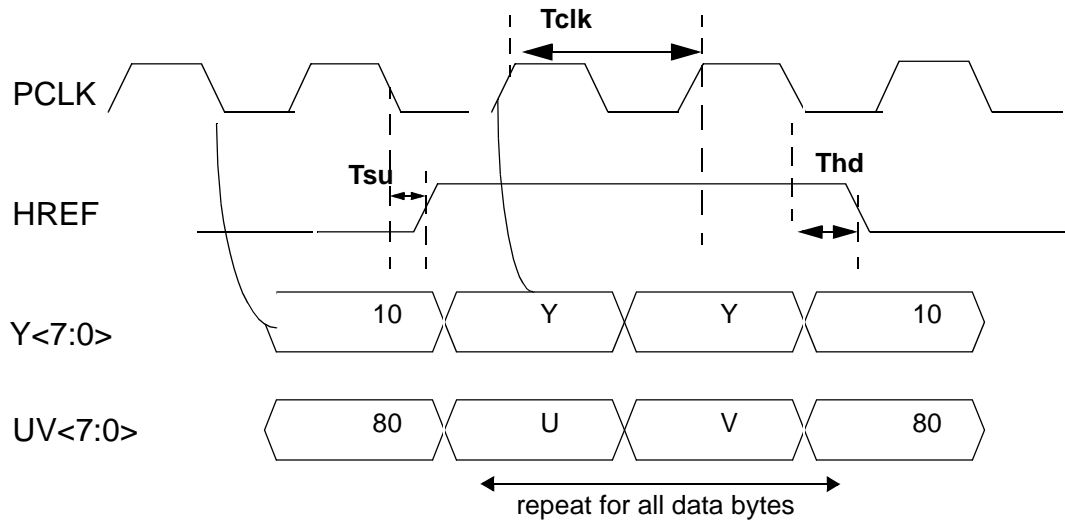 Tclk
PCLK
Tsu
Thd
HREF
Y<7:0>
10
Y
Y
10
UV<7:0>
80
U
V
80
repeat for all data bytes